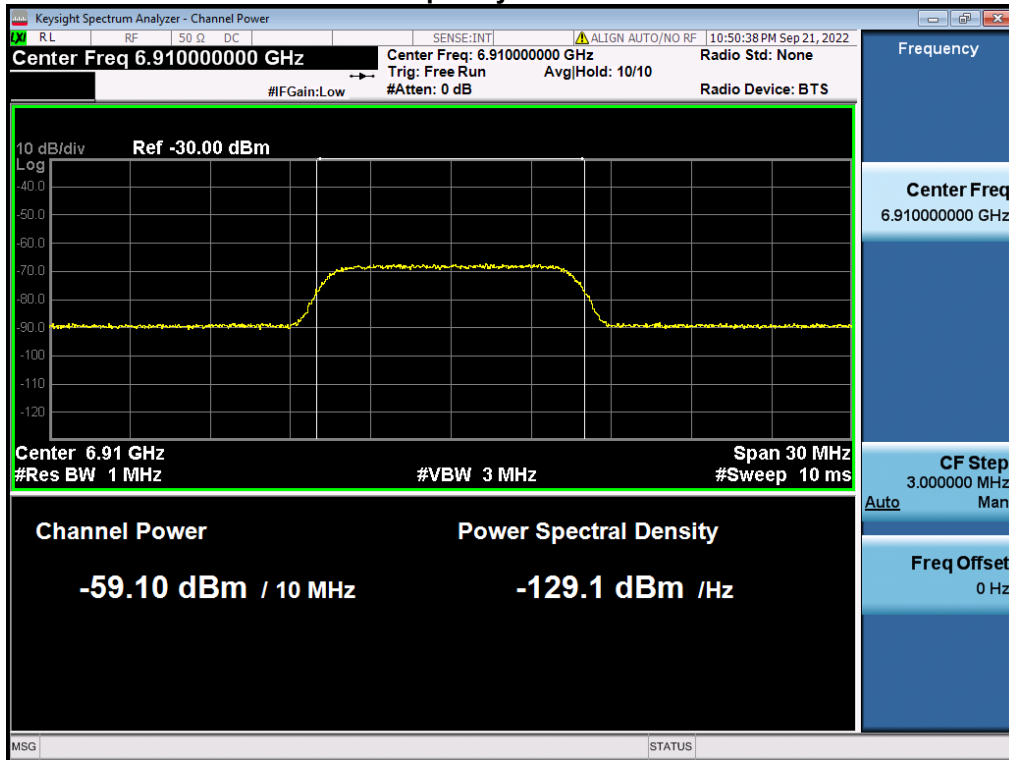 Keysight Spectrum Analyzer - Channel Power
LXI RL RF 50 Ω DC SENSE:INT ALIGN AUTO/NO RF 10:50:38 PM Sep 21, 2022
Center Freq 6.910000000 GHz Center Freq: 6.910000000 GHz Radio Std: None
Trig: Free Run Avg|Hold: 10/10
#IFGain:Low #Atten: 0 dB Radio Device: BTS
10 dB/div Ref -30.00 dBm
Log
-40.0
-50.0
-60.0
-70.0
-80.0
-90.0
-100
-110
-120
Center 6.91 GHz Span 30 MHz
#Res BW 1 MHz #VBW 3 MHz #Sweep 10 ms
Channel Power Power Spectral Density
-59.10 dBm / 10 MHz -129.1 dBm /Hz
Frequency
Center Freq
6.910000000 GHz
CF Step
3.000000 MHz
Auto Man
Freq Offset
0 Hz
MSG STATUS